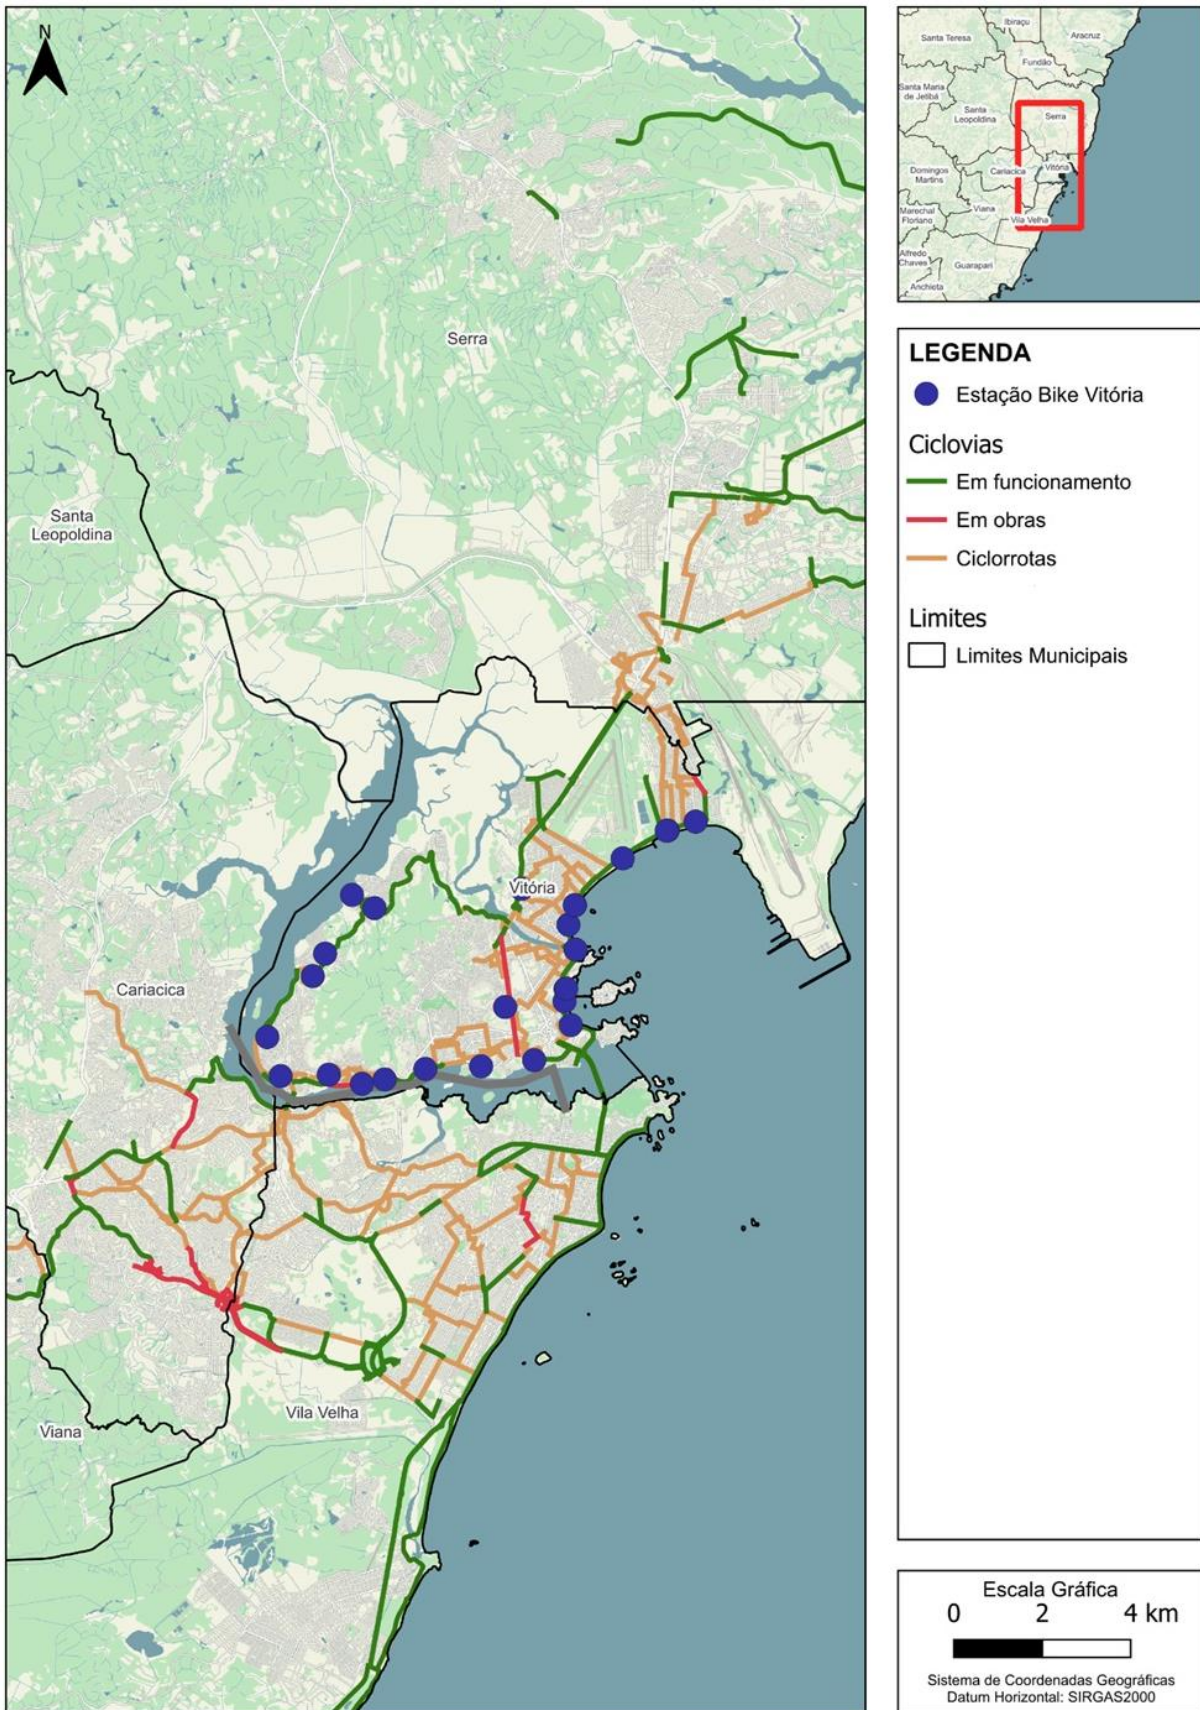 N
Serra
Santa
Leopoldina
Vitória
Cariacica
Vila Velha
Viana
Ibiraçu
Santa Teresa
Aracruz
Fundão
Santa Maria
de Jetibá
Santa
Leopoldina
Serra
Domingos
Martins
Cariacica
Vitória
Marechal
Floriano
Viana
Vila Velha
Alfredo
Chaves
Guarapari
Anchieta
LEGENDA
Estação Bike Vitória
Ciclovias
Em funcionamento
Em obras
Ciclorrotas
Limites
Limites Municipais
Escala Gráfica
0 2 4 km
Sistema de Coordenadas Geográficas
Datum Horizontal: SIRGAS2000